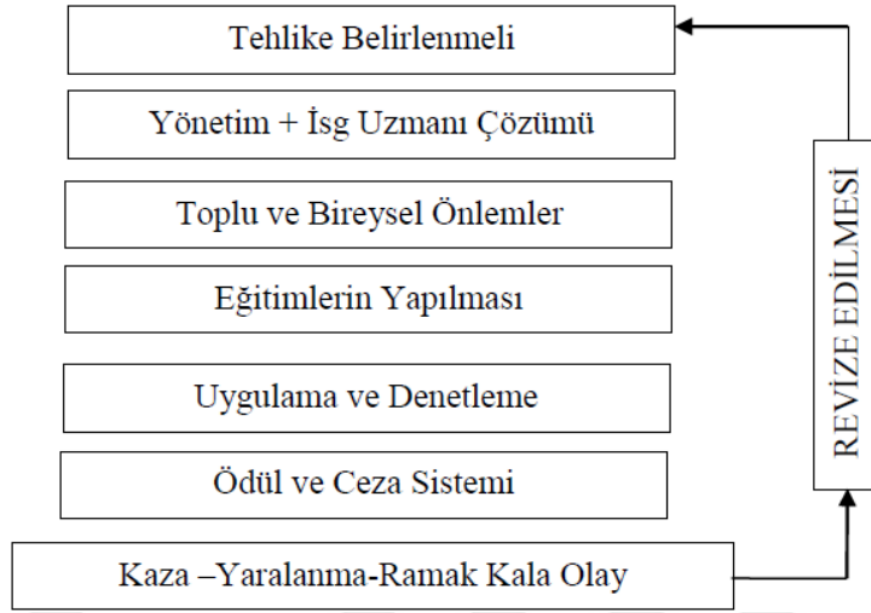 Tehlike Belirlenmeli
Yönetim + İsg Uzmanı Çözümü
Toplu ve Bireysel Önlemler
Eğitimlerin Yapılması
Uygulama ve Denetleme
Ödül ve Ceza Sistemi
Kaza –Yaralanma-Ramak Kala Olay
REVİZE EDİLMESİ